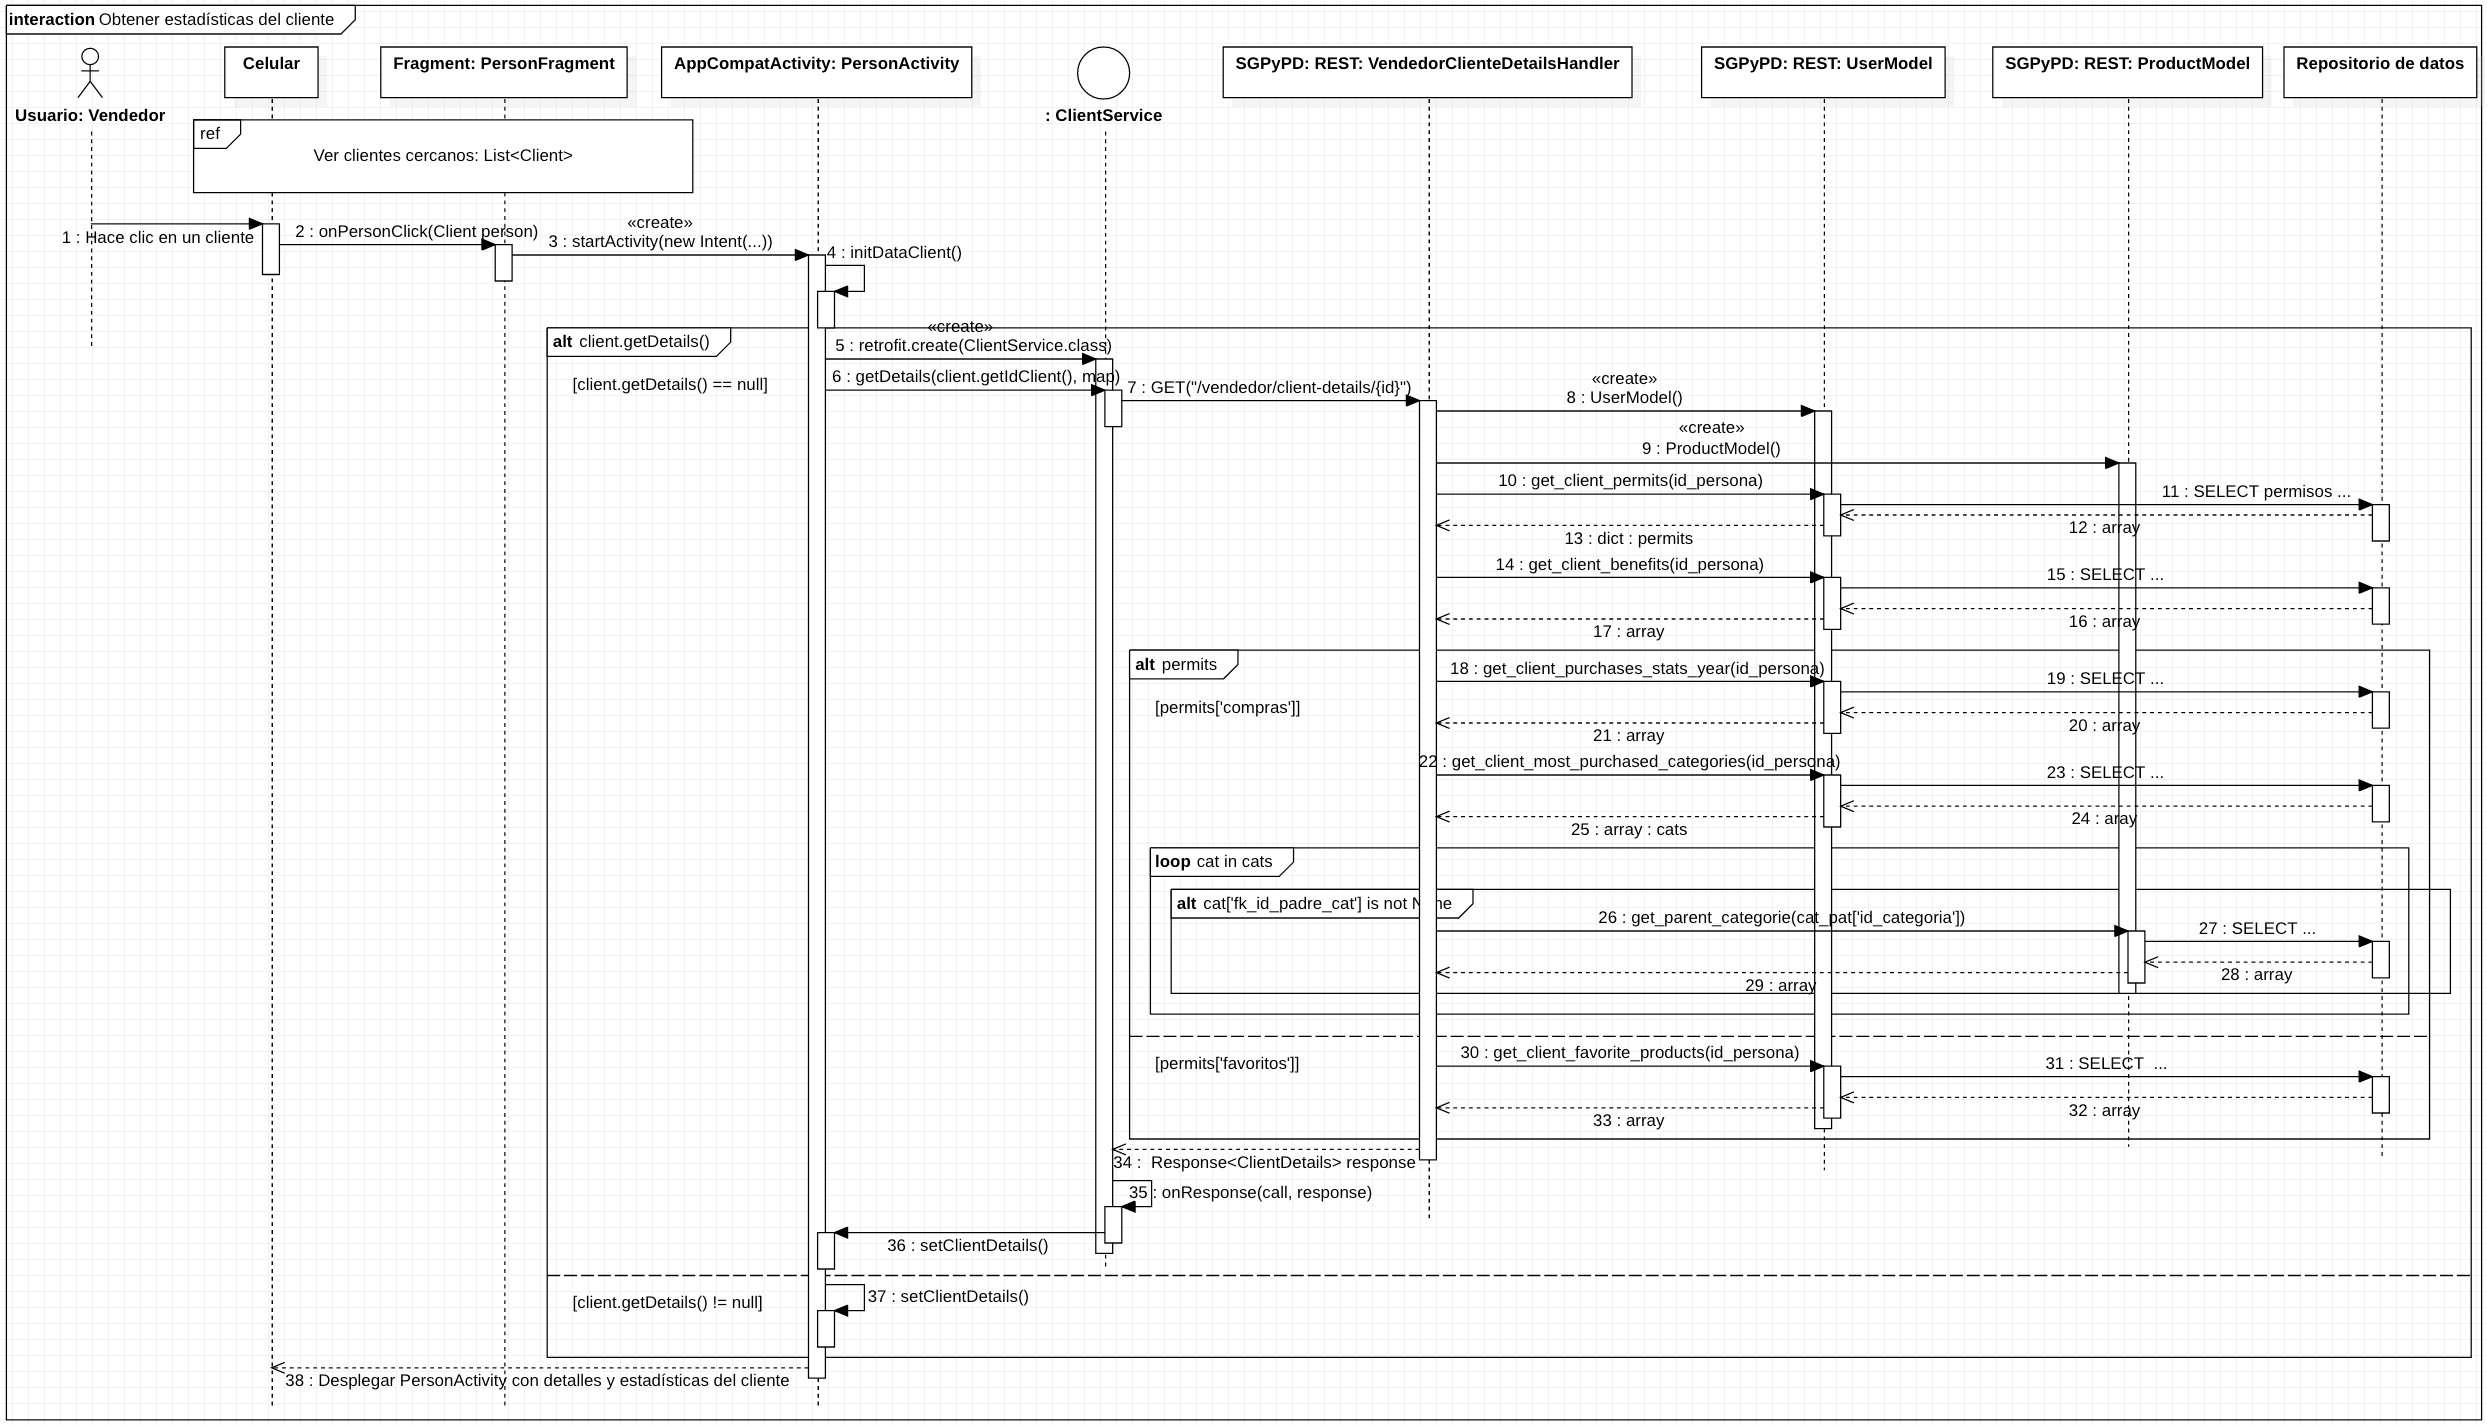 interaction Obtener estadísticas del cliente
Usuario: Vendedor
Celular
Fragment: PersonFragment
AppCompatActivity: PersonActivity
: ClientService
SGPyPD: REST: VendedorClienteDetailsHandler
SGPyPD: REST: UserModel
SGPyPD: REST: ProductModel
Repositorio de datos
ref
Ver clientes cercanos: List<Client>
1 : Hace clic en un cliente
2 : onPersonClick(Client person)
«create»
3 : startActivity(new Intent(...))
4 : initDataClient()
alt client.getDetails()
[client.getDetails() == null]
«create»
5 : retrofit.create(ClientService.class)
6 : getDetails(client.getIdClient(), map)
7 : GET("/vendedor/client-details/{id}")
«create»
8 : UserModel()
«create»
9 : ProductModel()
10 : get_client_permits(id_persona)
11 : SELECT permisos ...
12 : array
13 : dict : permits
14 : get_client_benefits(id_persona)
15 : SELECT ...
16 : array
17 : array
alt permits
[permits['compras']]
18 : get_client_purchases_stats_year(id_persona)
19 : SELECT ...
20 : array
21 : array
22 : get_client_most_purchased_categories(id_persona)
23 : SELECT ...
24 : aray
25 : array : cats
loop cat in cats
alt cat['fk_id_padre_cat'] is not None
26 : get_parent_categorie(cat_pat['id_categoria'])
27 : SELECT ...
28 : array
29 : array
[permits['favoritos']]
30 : get_client_favorite_products(id_persona)
31 : SELECT  ...
32 : array
33 : array
34 :  Response<ClientDetails> response
35 : onResponse(call, response)
36 : setClientDetails()
[client.getDetails() != null]
37 : setClientDetails()
38 : Desplegar PersonActivity con detalles y estadísticas del cliente